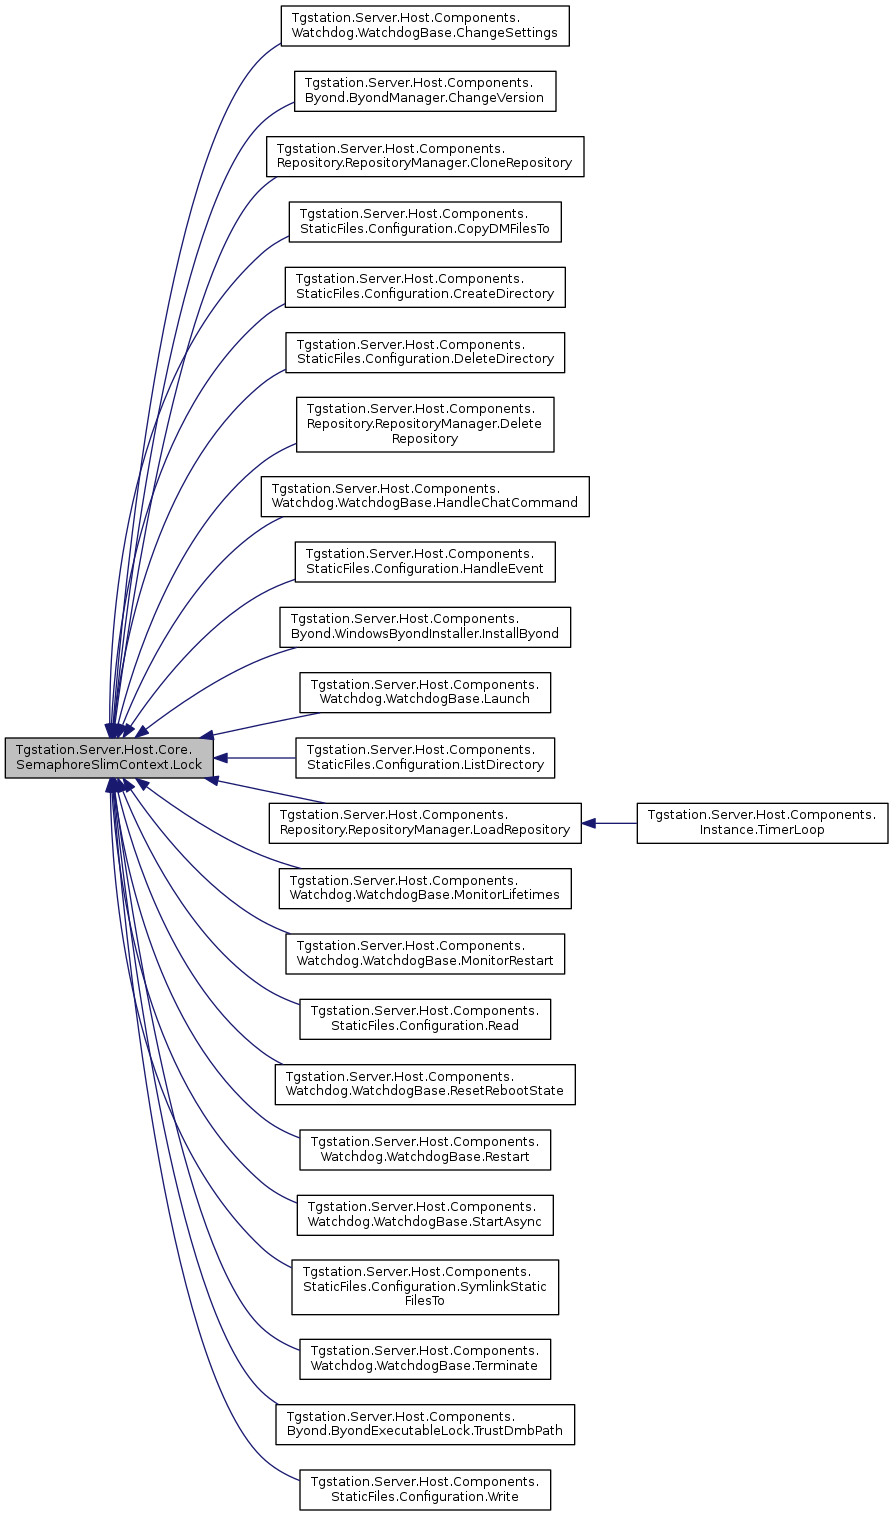 Tgstation.Server.Host.Components.
Watchdog.WatchdogBase.ChangeSettings
Tgstation.Server.Host.Components.
Byond.ByondManager.ChangeVersion
Tgstation.Server.Host.Components.
Repository.RepositoryManager.CloneRepository
Tgstation.Server.Host.Components.
StaticFiles.Configuration.CopyDMFilesTo
Tgstation.Server.Host.Components.
StaticFiles.Configuration.CreateDirectory
Tgstation.Server.Host.Components.
StaticFiles.Configuration.DeleteDirectory
Tgstation.Server.Host.Components.
Repository.RepositoryManager.Delete
Repository
Tgstation.Server.Host.Components.
Watchdog.WatchdogBase.HandleChatCommand
Tgstation.Server.Host.Components.
StaticFiles.Configuration.HandleEvent
Tgstation.Server.Host.Components.
Byond.WindowsByondInstaller.InstallByond
Tgstation.Server.Host.Components.
Watchdog.WatchdogBase.Launch
Tgstation.Server.Host.Core.
SemaphoreSlimContext.Lock
Tgstation.Server.Host.Components.
StaticFiles.Configuration.ListDirectory
Tgstation.Server.Host.Components.
Repository.RepositoryManager.LoadRepository
Tgstation.Server.Host.Components.
Instance.TimerLoop
Tgstation.Server.Host.Components.
Watchdog.WatchdogBase.MonitorLifetimes
Tgstation.Server.Host.Components.
Watchdog.WatchdogBase.MonitorRestart
Tgstation.Server.Host.Components.
StaticFiles.Configuration.Read
Tgstation.Server.Host.Components.
Watchdog.WatchdogBase.ResetRebootState
Tgstation.Server.Host.Components.
Watchdog.WatchdogBase.Restart
Tgstation.Server.Host.Components.
Watchdog.WatchdogBase.StartAsync
Tgstation.Server.Host.Components.
StaticFiles.Configuration.SymlinkStatic
FilesTo
Tgstation.Server.Host.Components.
Watchdog.WatchdogBase.Terminate
Tgstation.Server.Host.Components.
Byond.ByondExecutableLock.TrustDmbPath
Tgstation.Server.Host.Components.
StaticFiles.Configuration.Write